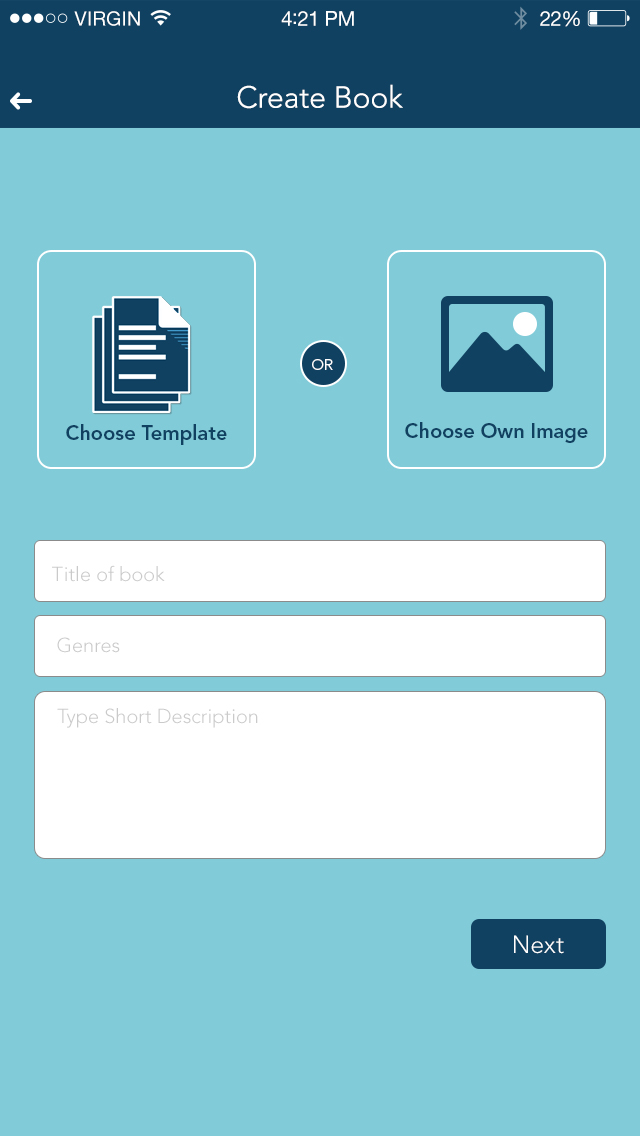 VIRGIN 4:21 PM 22%
Create Book
Choose Template
OR
Choose Own Image
Title of book
Genres
Type Short Description
Next